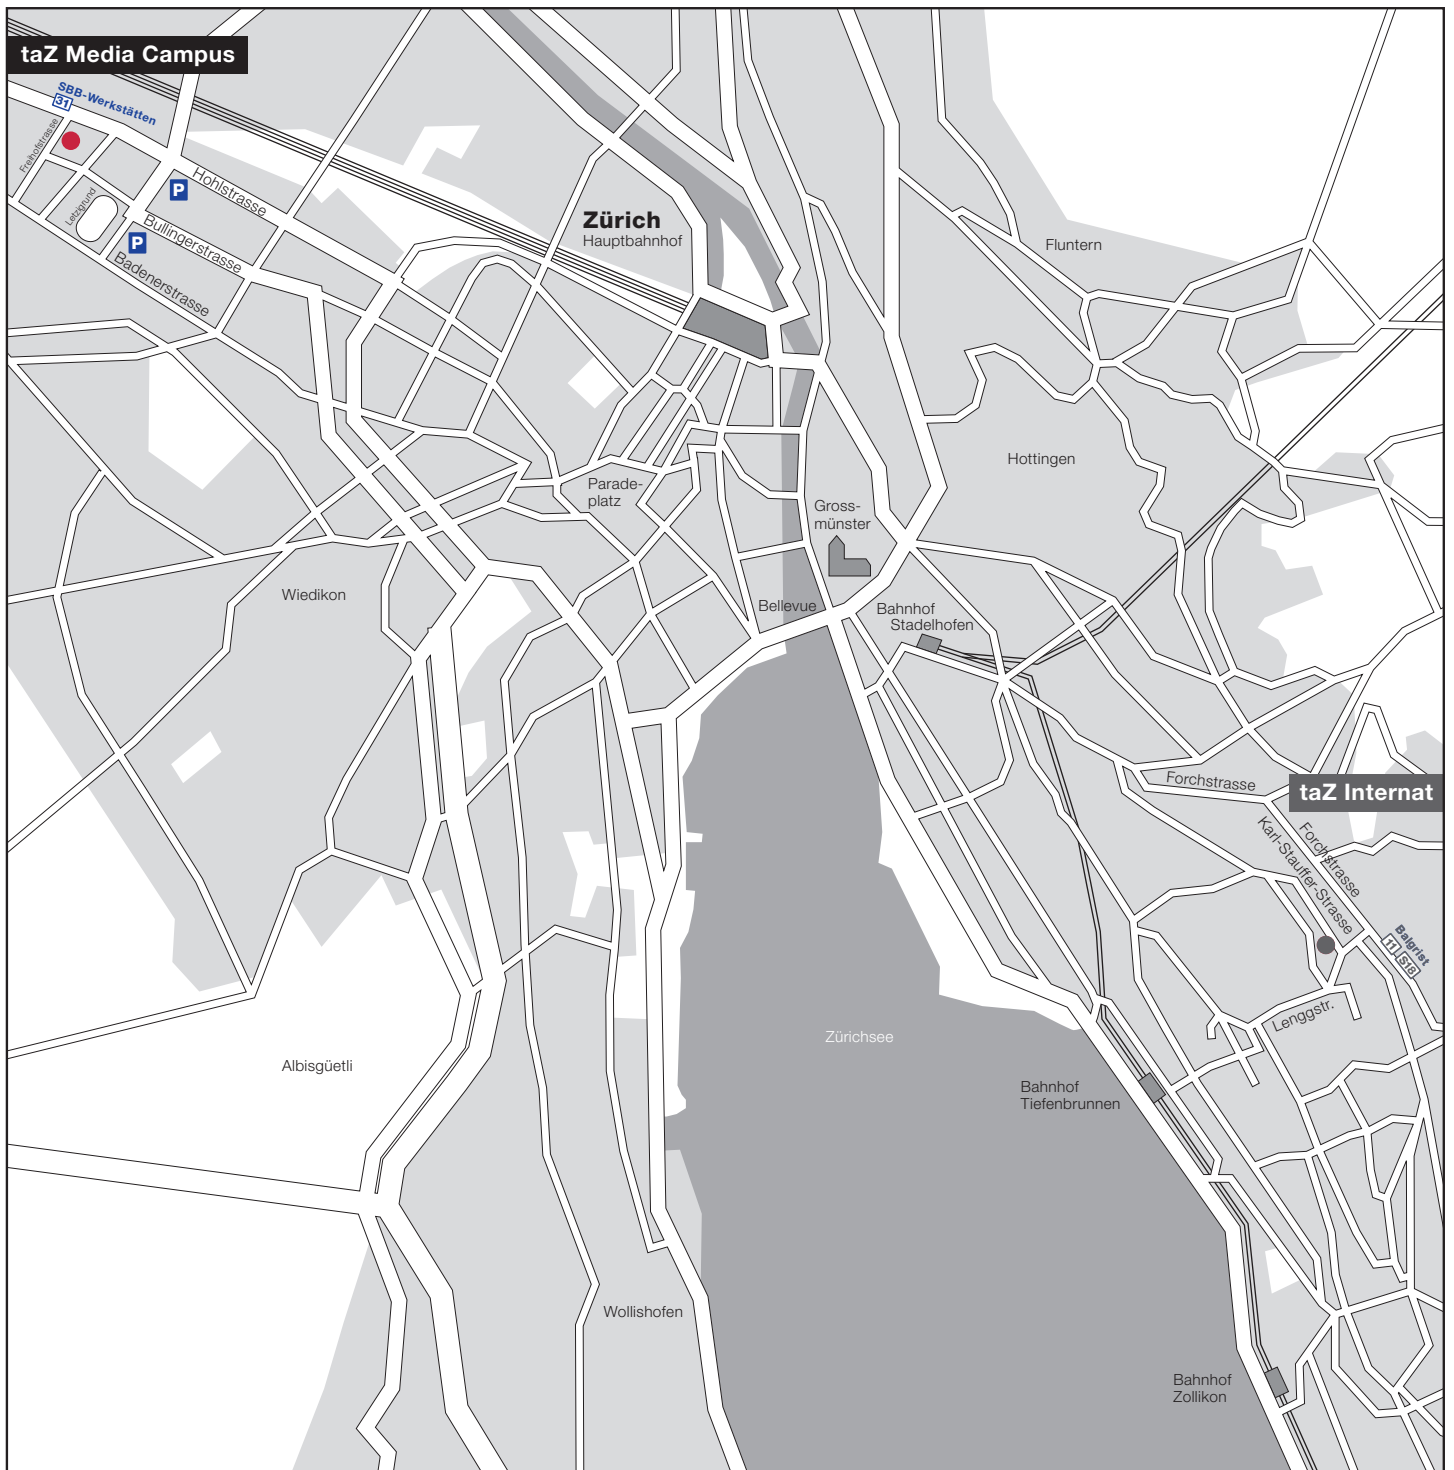 taZ Media Campus
SBB-Werkstätten
31
Freihofstrasse
P
Hohlstrasse
Letzigrund
P
Bullingerstrasse
Badenerstrasse
Zürich
Hauptbahnhof
Fluntern
Hottingen
Parade-
platz
Gross-
münster
Wiedikon
Bellevue
Bahnhof
Stadelhofen
Forchstrasse
taZ Internat
Forchstrasse
Karl-Stauffer-Strasse
Balgrist
11
S18
Lenggstr.
Zürichsee
Albisgüetli
Bahnhof
Tiefenbrunnen
Wollishofen
Bahnhof
Zollikon